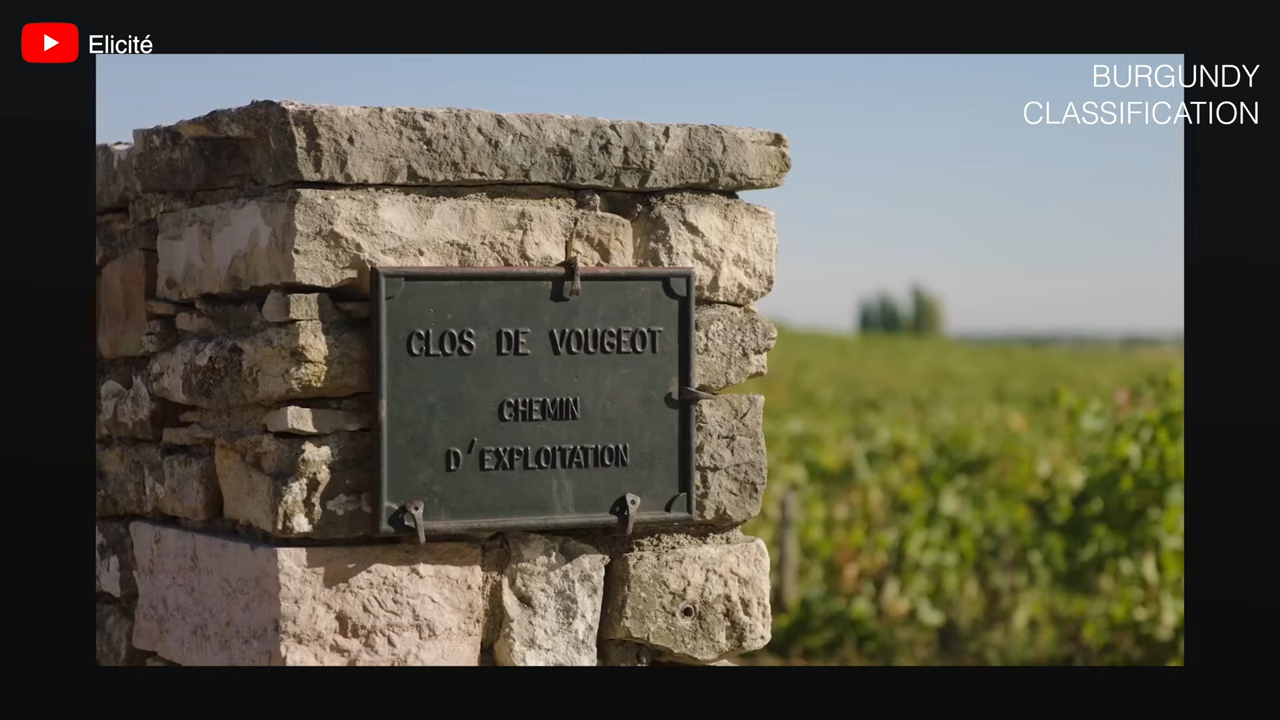 Elicité
BURGUNDY
CLASSIFICATION
CLOS DE VOUGEOT
CHEMIN
D'EXPLOITATION